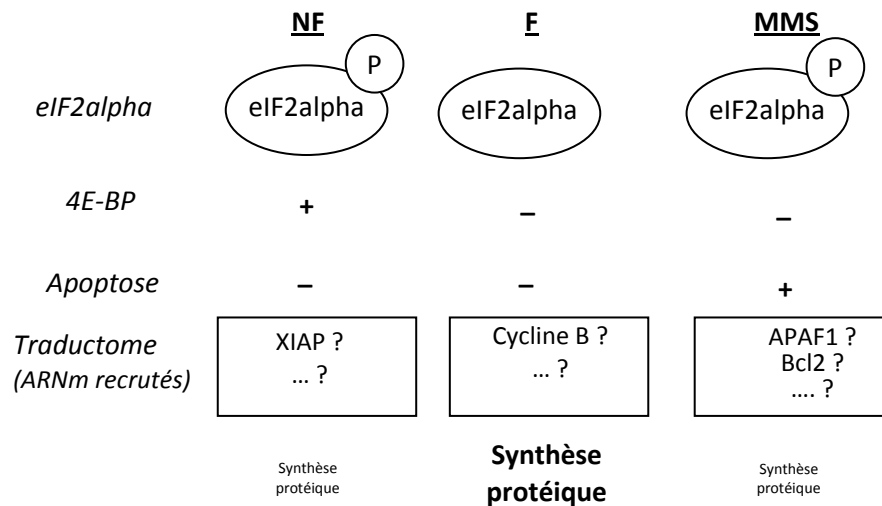 NF F MMS
P P
eIF2alpha eIF2alpha eIF2alpha eIF2alpha
4E-BP + – –
Apoptose – – +
Traductome XIAP ? Cycline B ? APAF1 ?
(ARNm recrutés) ... ? ... ? Bcl2 ?
.... ?
Synthèse Synthèse Synthèse
protéique protéique protéique